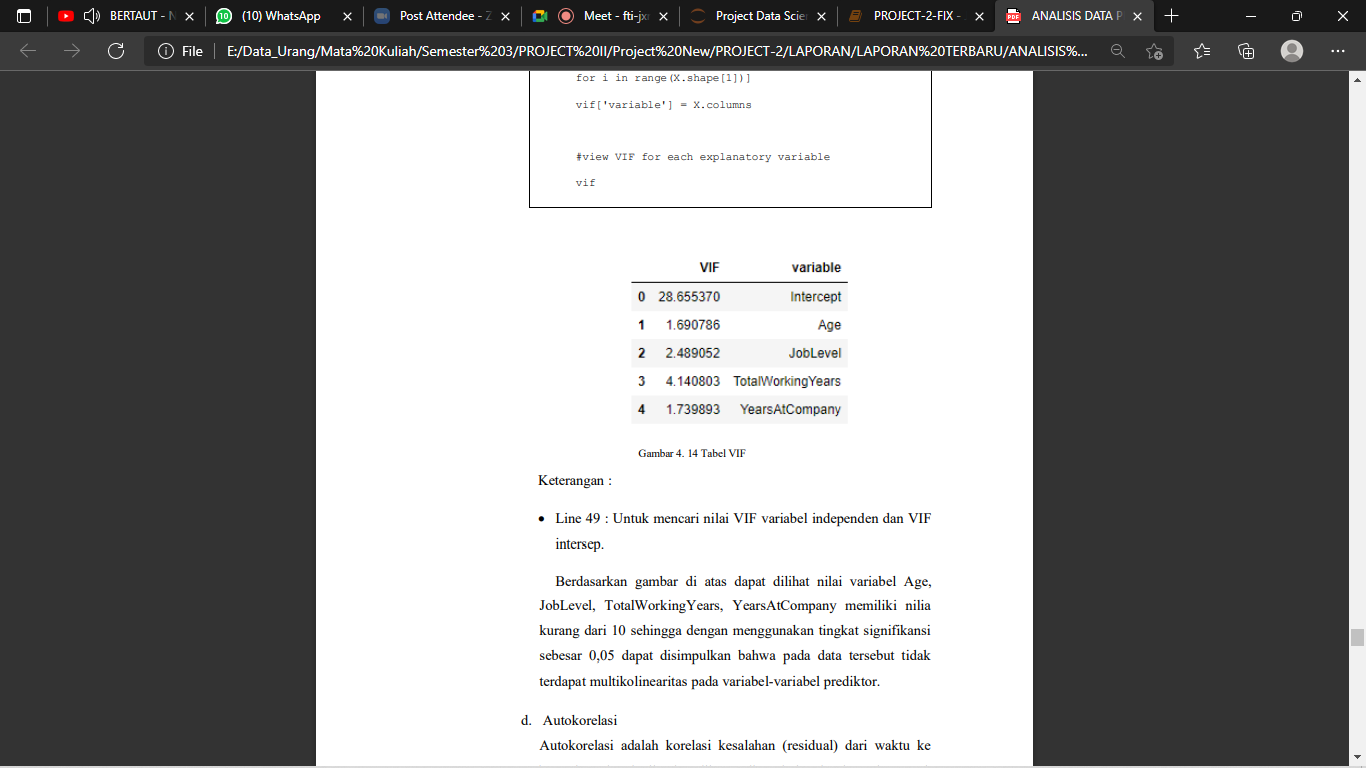 BERTAUT - N
(10) WhatsApp
Post Attendee - Z
Meet - fti-jxr
Project Data Scien
PROJECT-2-FIX -
ANALISIS DATA P
File
E:/Data_Urang/Mata%20Kuliah/Semester%203/PROJECT%20II/Project%20New/PROJECT-2/LAPORAN/LAPORAN%20TERBARU/ANALISIS%...
for i in range(X.shape[1])]
vif['variable'] = X.columns
#view VIF for each explanatory variable
vif
VIF variable
0 28.655370 Intercept
1 1.690786 Age
2 2.489052 JobLevel
3 4.140803 TotalWorkingYears
4 1.739893 YearsAtCompany
Gambar 4. 14 Tabel VIF
Keterangan :
• Line 49 : Untuk mencari nilai VIF variabel independen dan VIF
intersep.
Berdasarkan gambar di atas dapat dilihat nilai variabel Age,
JobLevel, TotalWorkingYears, YearsAtCompany memiliki nilia
kurang dari 10 sehingga dengan menggunakan tingkat signifikansi
sebesar 0,05 dapat disimpulkan bahwa pada data tersebut tidak
terdapat multikolinearitas pada variabel-variabel prediktor.
d. Autokorelasi
Autokorelasi adalah korelasi kesalahan (residual) dari waktu ke